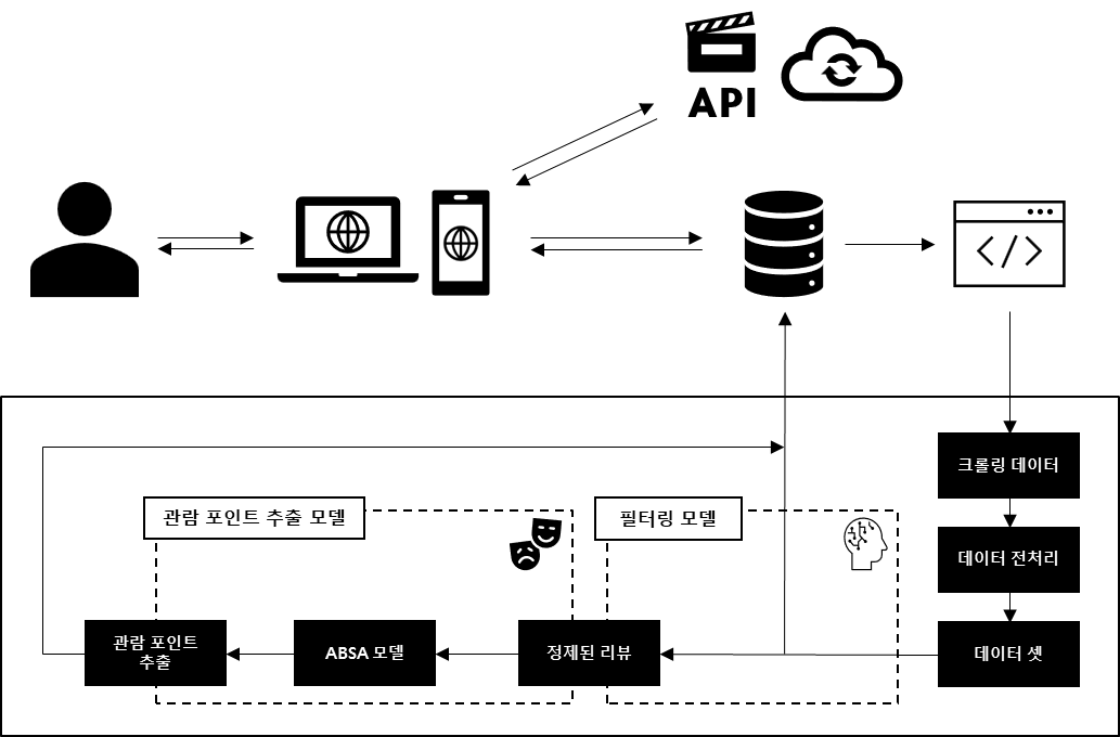 API
</>
크롤링 데이터
관람 포인트 추출 모델
필터링 모델
데이터 전처리
관람 포인트
추출
ABSA 모델
정제된 리뷰
데이터 셋